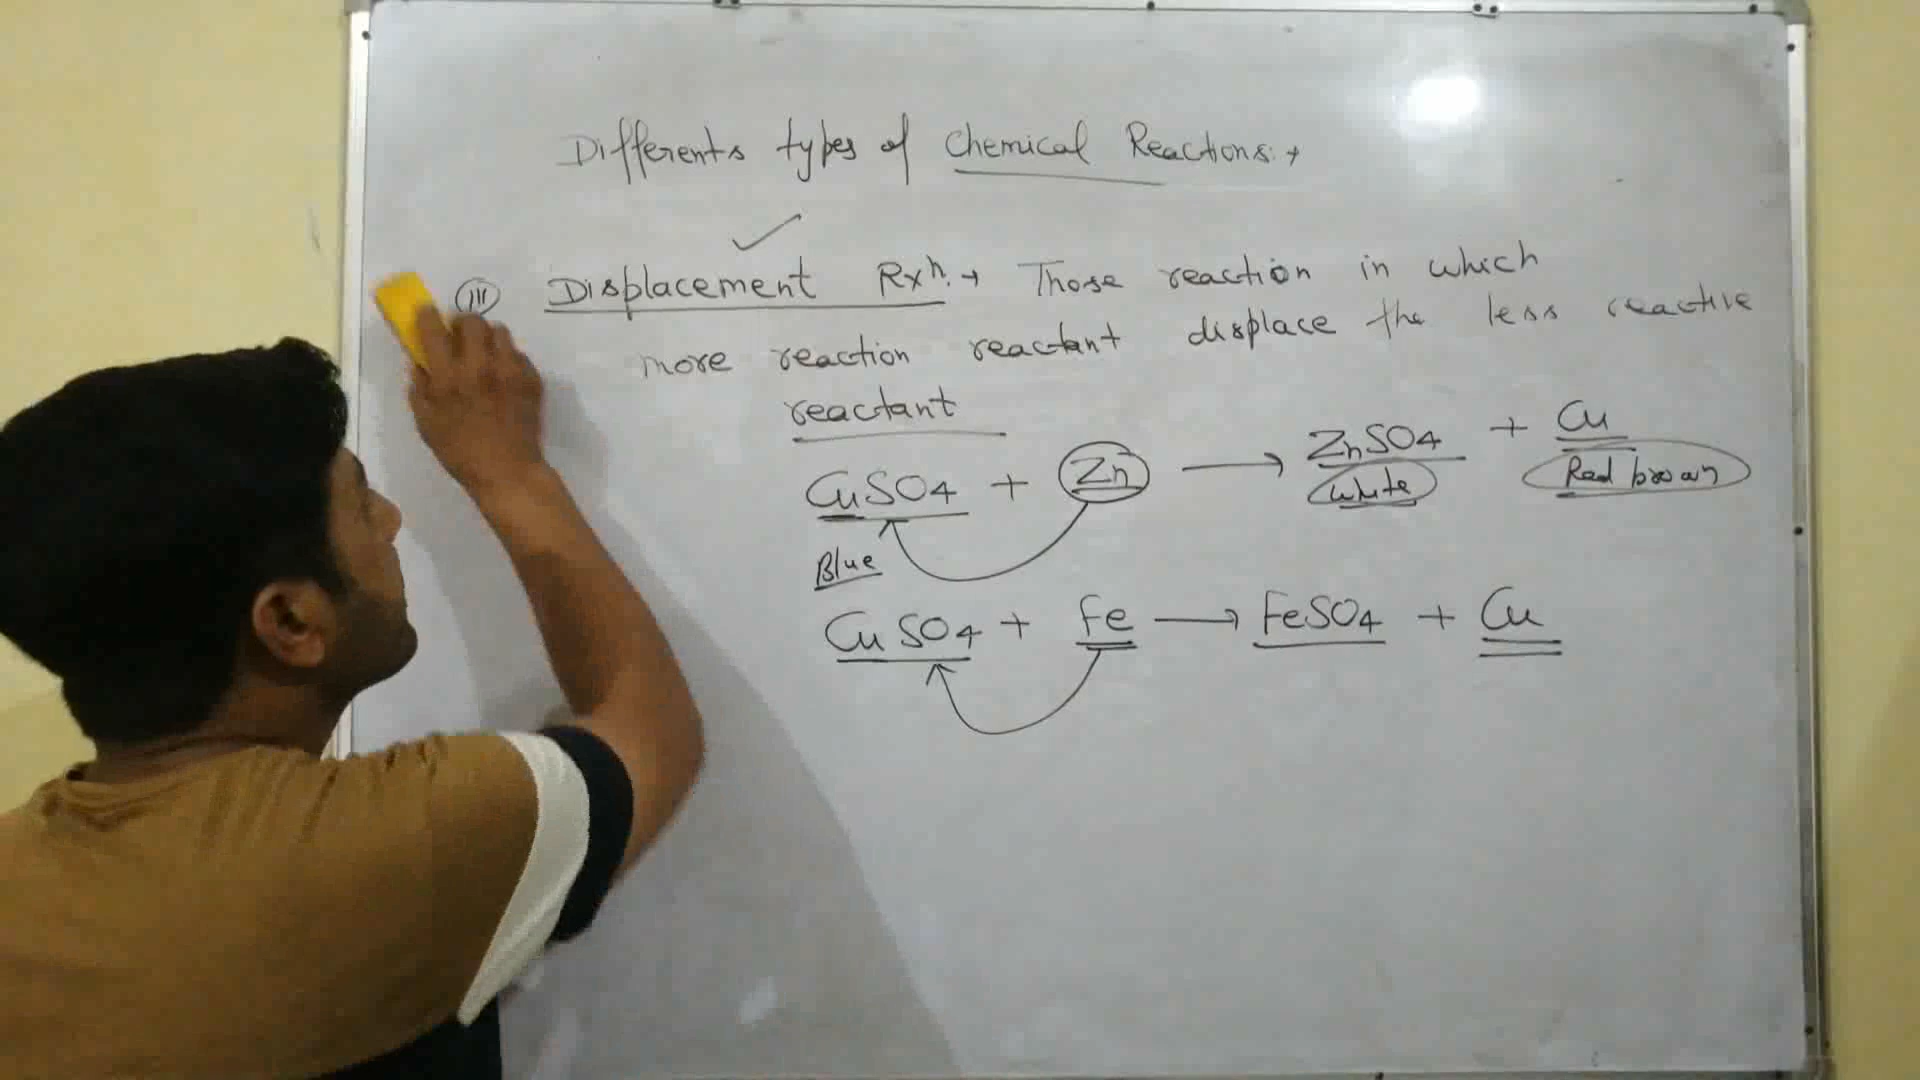 Differents types of Chemical Reactions:→
(iii) Displacement Rxn.→ Those reaction in which
more reaction reactant displace the less reactive
reactant
CuSO4 + Zn → ZnSO4 + Cu
White Red brown
Blue
CuSO4 + Fe → FeSO4 + Cu